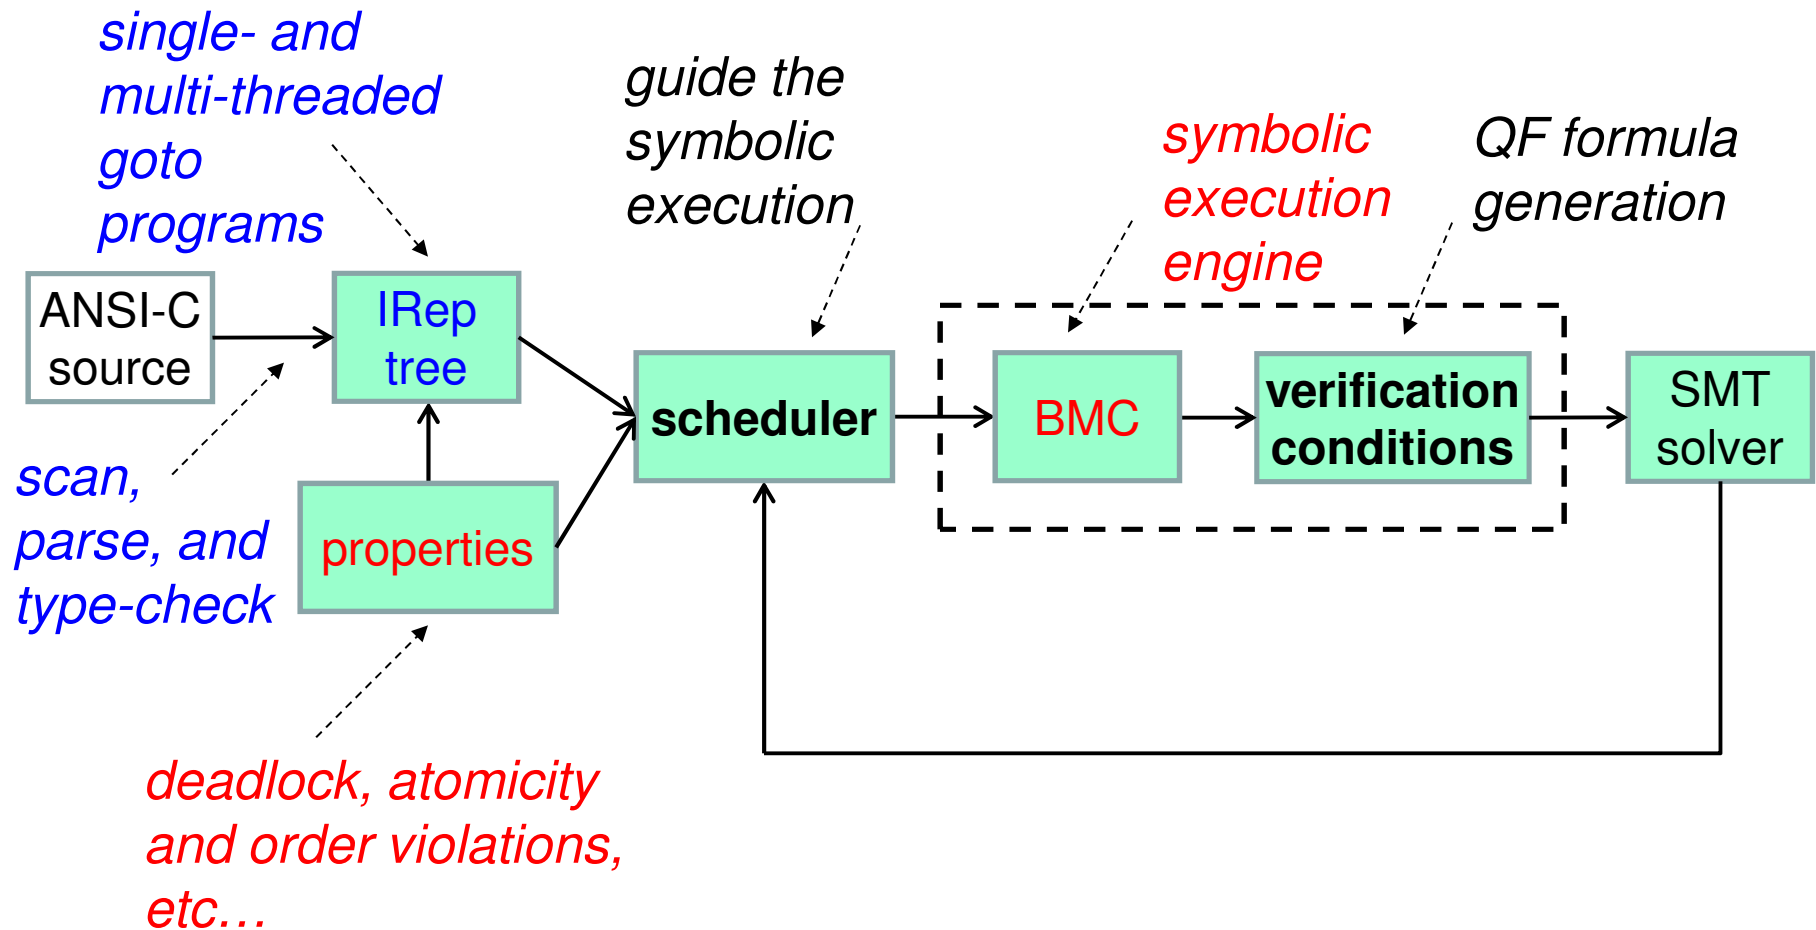 single- and
multi-threaded
goto
programs
guide the
symbolic
execution
symbolic
execution
engine
QF formula
generation
ANSI-C
source
IRep
tree
scheduler
BMC
verification
conditions
SMT
solver
scan,
parse, and
type-check
properties
deadlock, atomicity
and order violations,
etc…